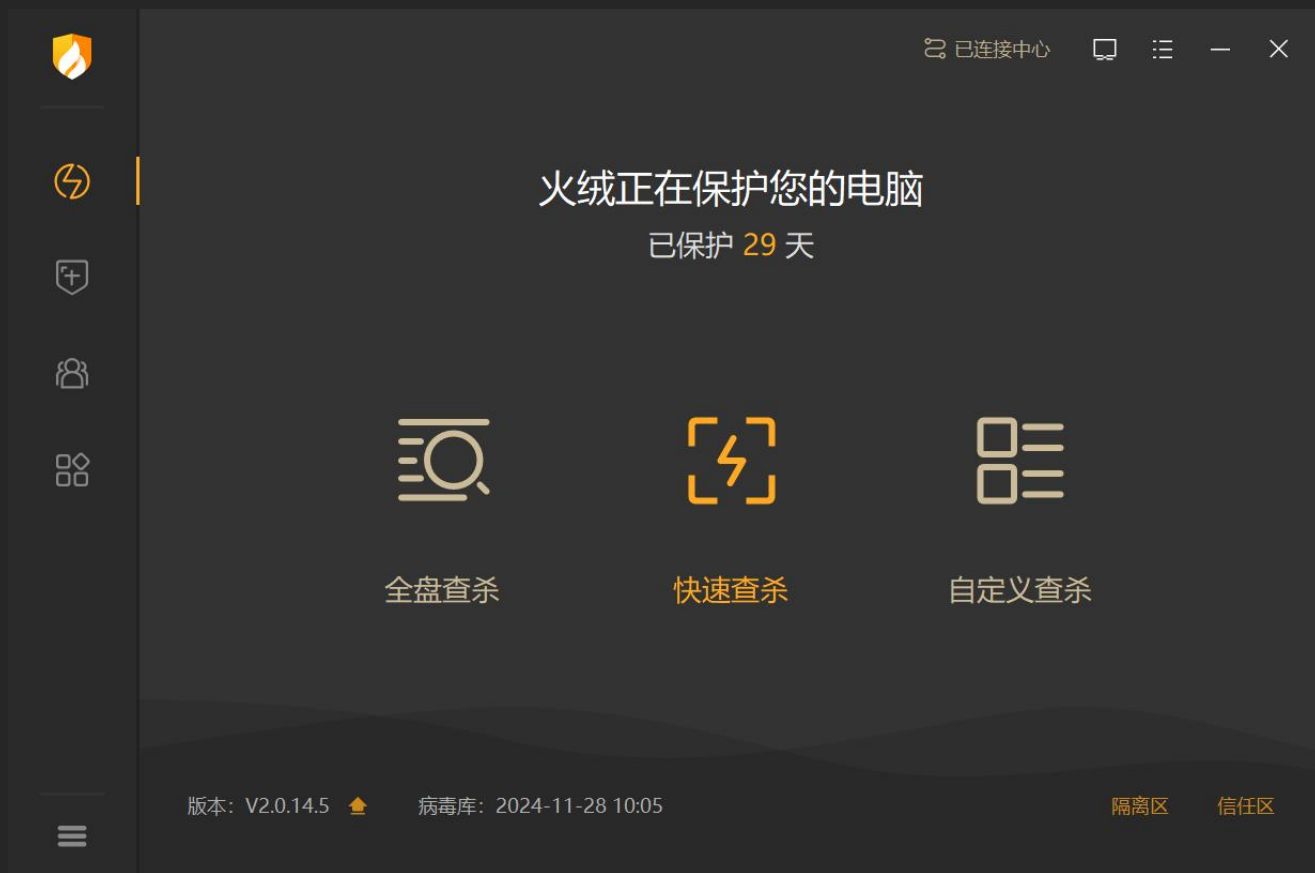 已连接中心
火绒正在保护您的电脑
已保护 29 天
全盘查杀
快速查杀
自定义查杀
版本：V2.0.14.5
病毒库：2024-11-28 10:05
隔离区
信任区